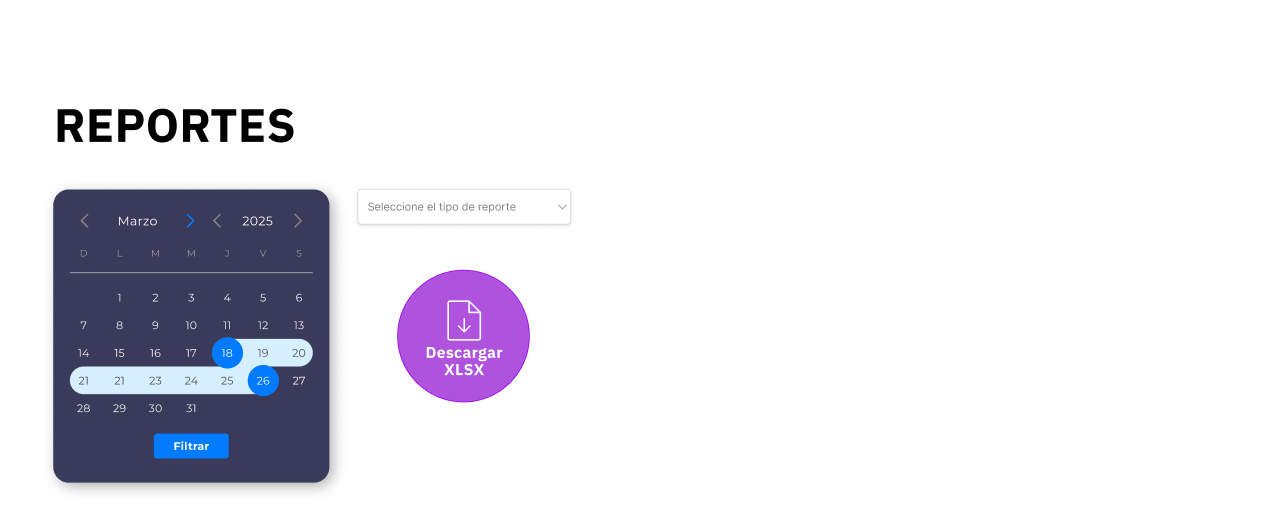 REPORTES
Marzo 2025
D L M M J V S
1 2 3 4 5 6
7 8 9 10 11 12 13
14 15 16 17 18 19 20
21 21 23 24 25 26 27
28 29 30 31
Filtrar
Seleccione el tipo de reporte
Descargar
XLSX